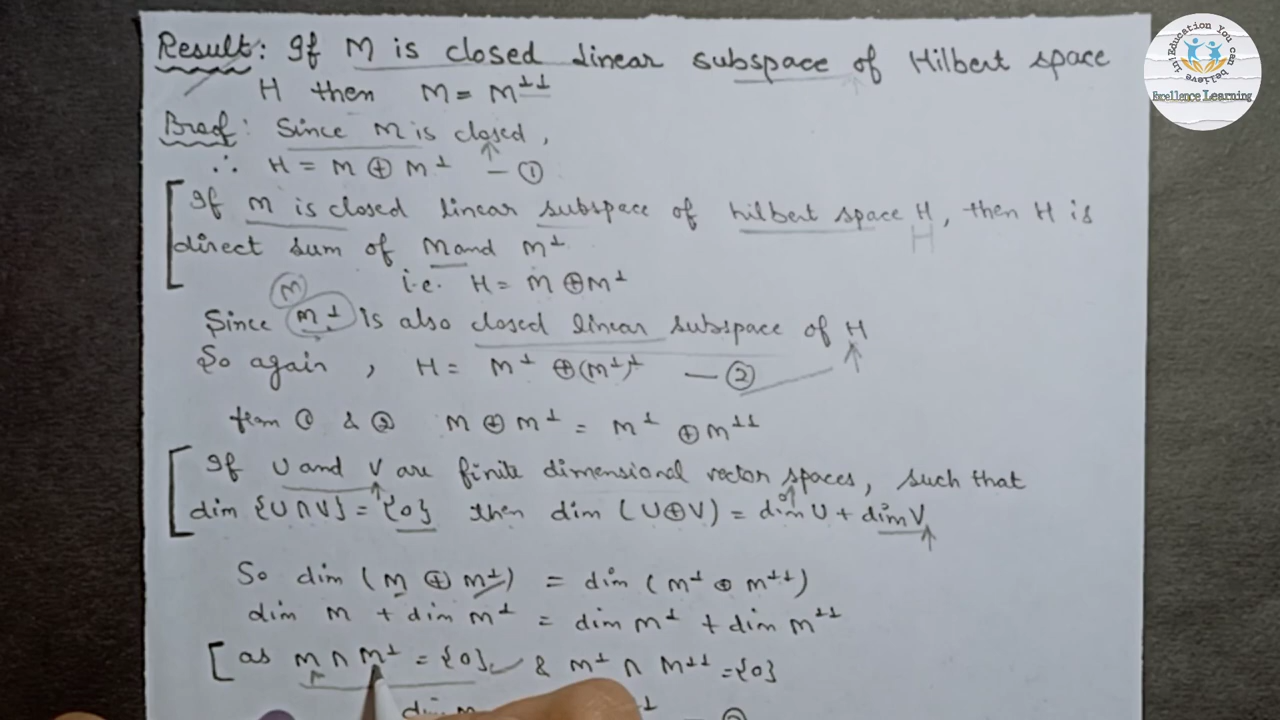 Result: If M is closed linear subspace of Hilbert space
H then M = M⊥⊥
Proof: Since M is closed,
∴ H = M ⊕ M⊥ — ①
[If M is closed linear subspace of hilbert space H, then H is
H
direct sum of M and M⊥
i.e. H = M ⊕ M⊥
M
Since M⊥ is also closed linear subspace of H
So again, H = M⊥ ⊕ (M⊥)⊥ — ②
from ① & ② M ⊕ M⊥ = M⊥ ⊕ M⊥⊥
[If U and V are finite dimensional vector spaces, such that
dim {U ∩ V} = {0} then dim (U ⊕ V) = dim U + dim V
So dim (M ⊕ M⊥) = dim (M⊥ ⊕ M⊥⊥)
dim M + dim M⊥ = dim M⊥ + dim M⊥⊥
[as M ∩ M⊥ = {0} & M⊥ ∩ M⊥⊥ = {0}
dim M
Education You can believe in
Excellence Learning